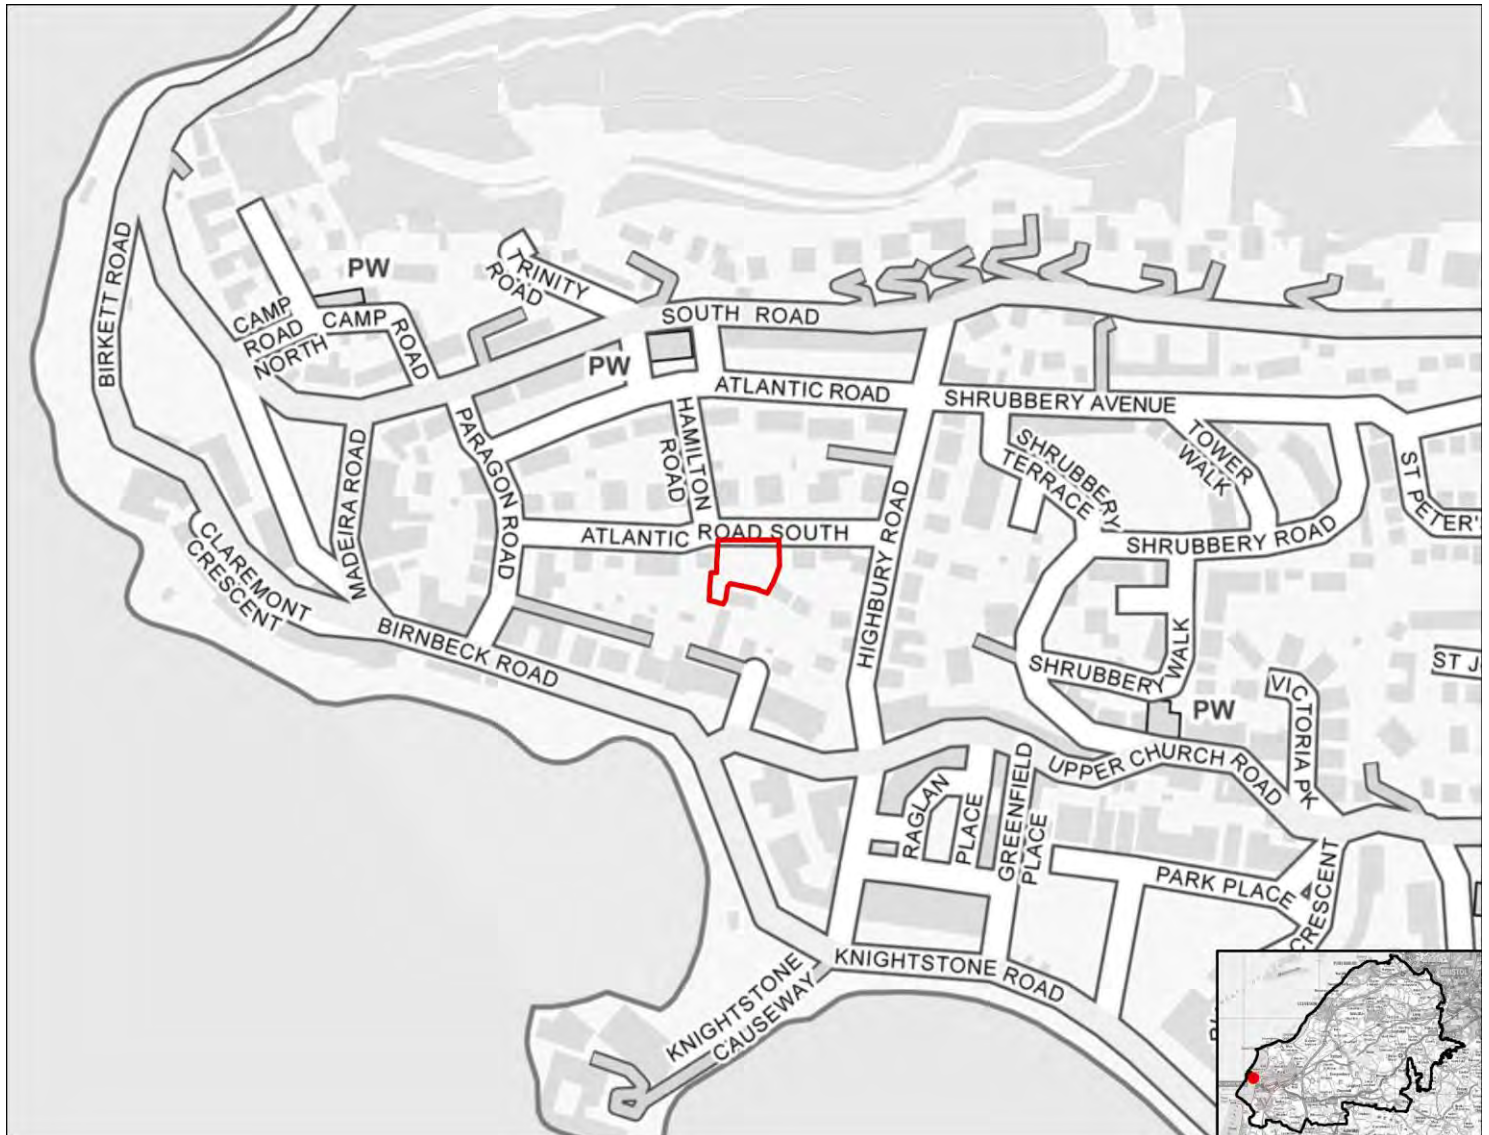 BIRKETT ROAD
PW
CAMP
ROAD
NORTH
CAMP
ROAD
TRINITY
ROAD
SOUTH ROAD
PW
ATLANTIC ROAD
SHRUBBERY AVENUE
HAMILTON
ROAD
PARAGON ROAD
MADEIRA ROAD
SHRUBBERY
TERRACE
TOWER
WALK
ST PETER'
CLAREMONT
CRESCENT
ATLANTIC ROAD SOUTH
HIGHBURY ROAD
SHRUBBERY ROAD
BIRNBECK ROAD
SHRUBBERY
WALK
ST J
VICTORIA PK
PW
UPPER CHURCH ROAD
RAGLAN
PLACE
GREENFIELD
PLACE
PARK PLACE
CRESCENT
KNIGHTSTONE ROAD
KNIGHTSTONE
CAUSEWAY
BRISTOL